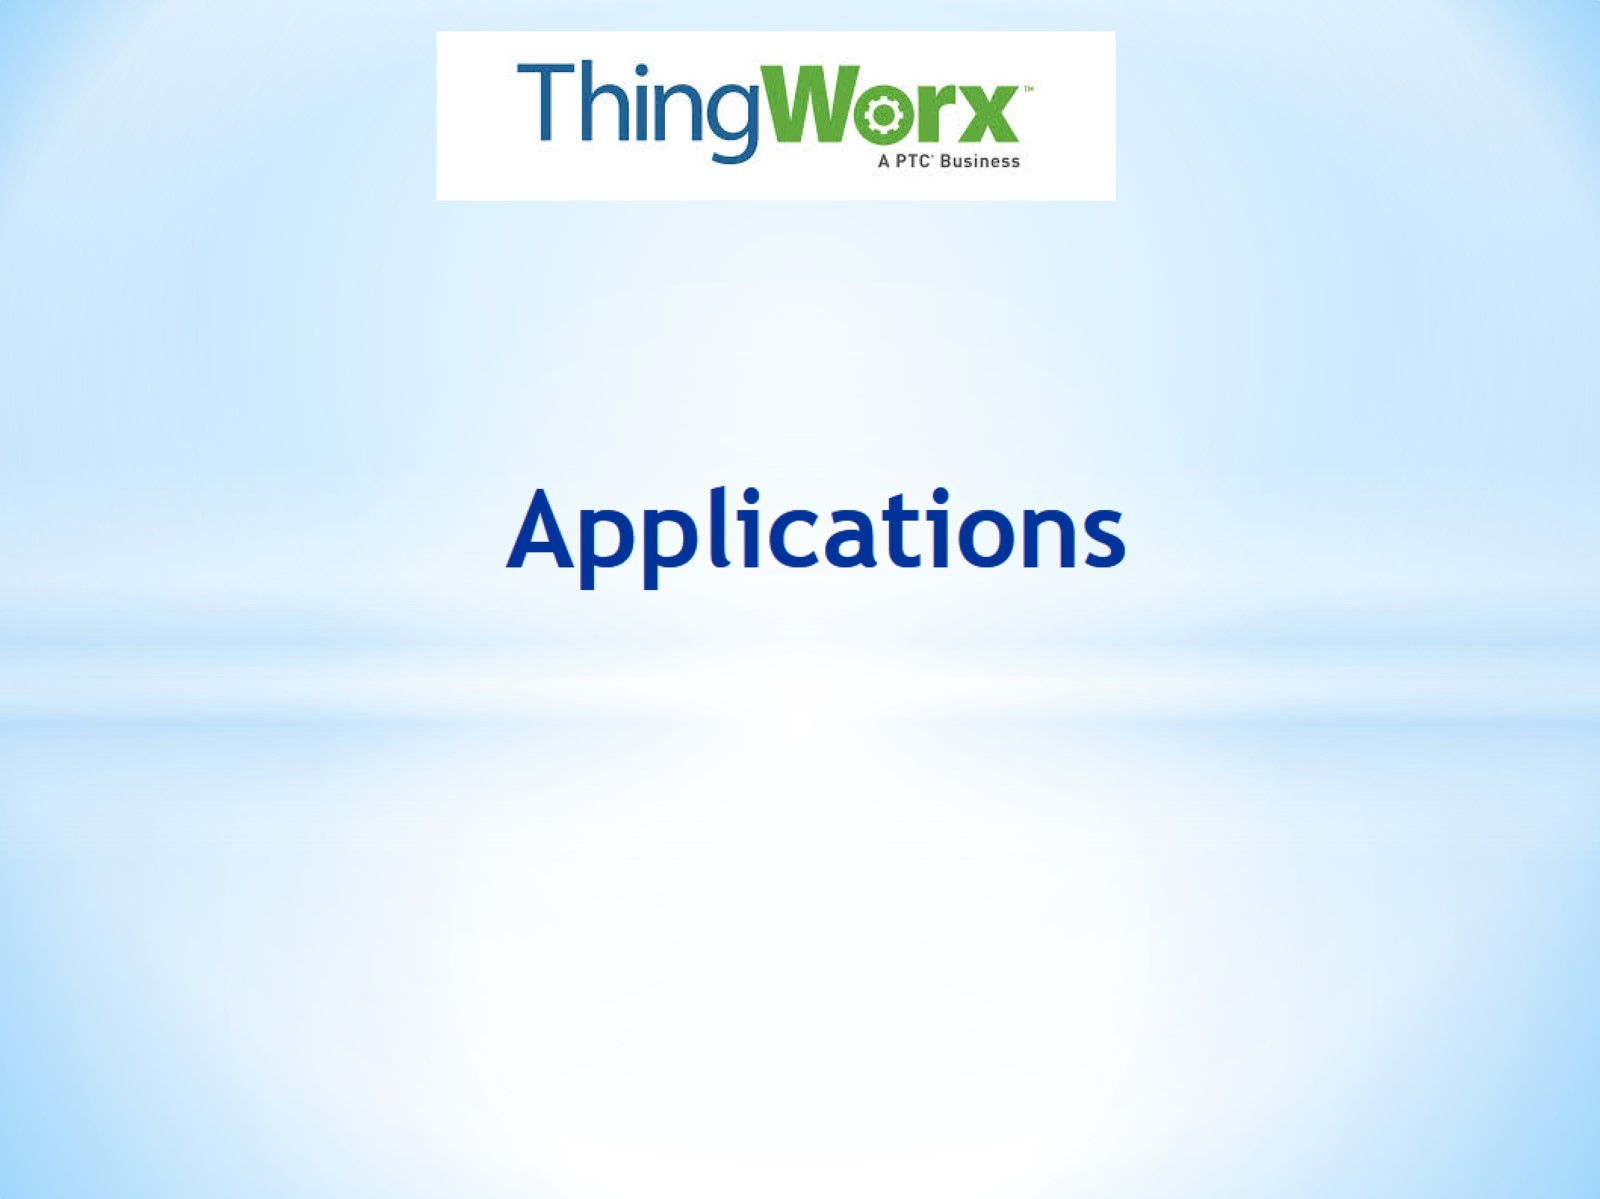 ThingWorx™
A PTC® Business
Applications